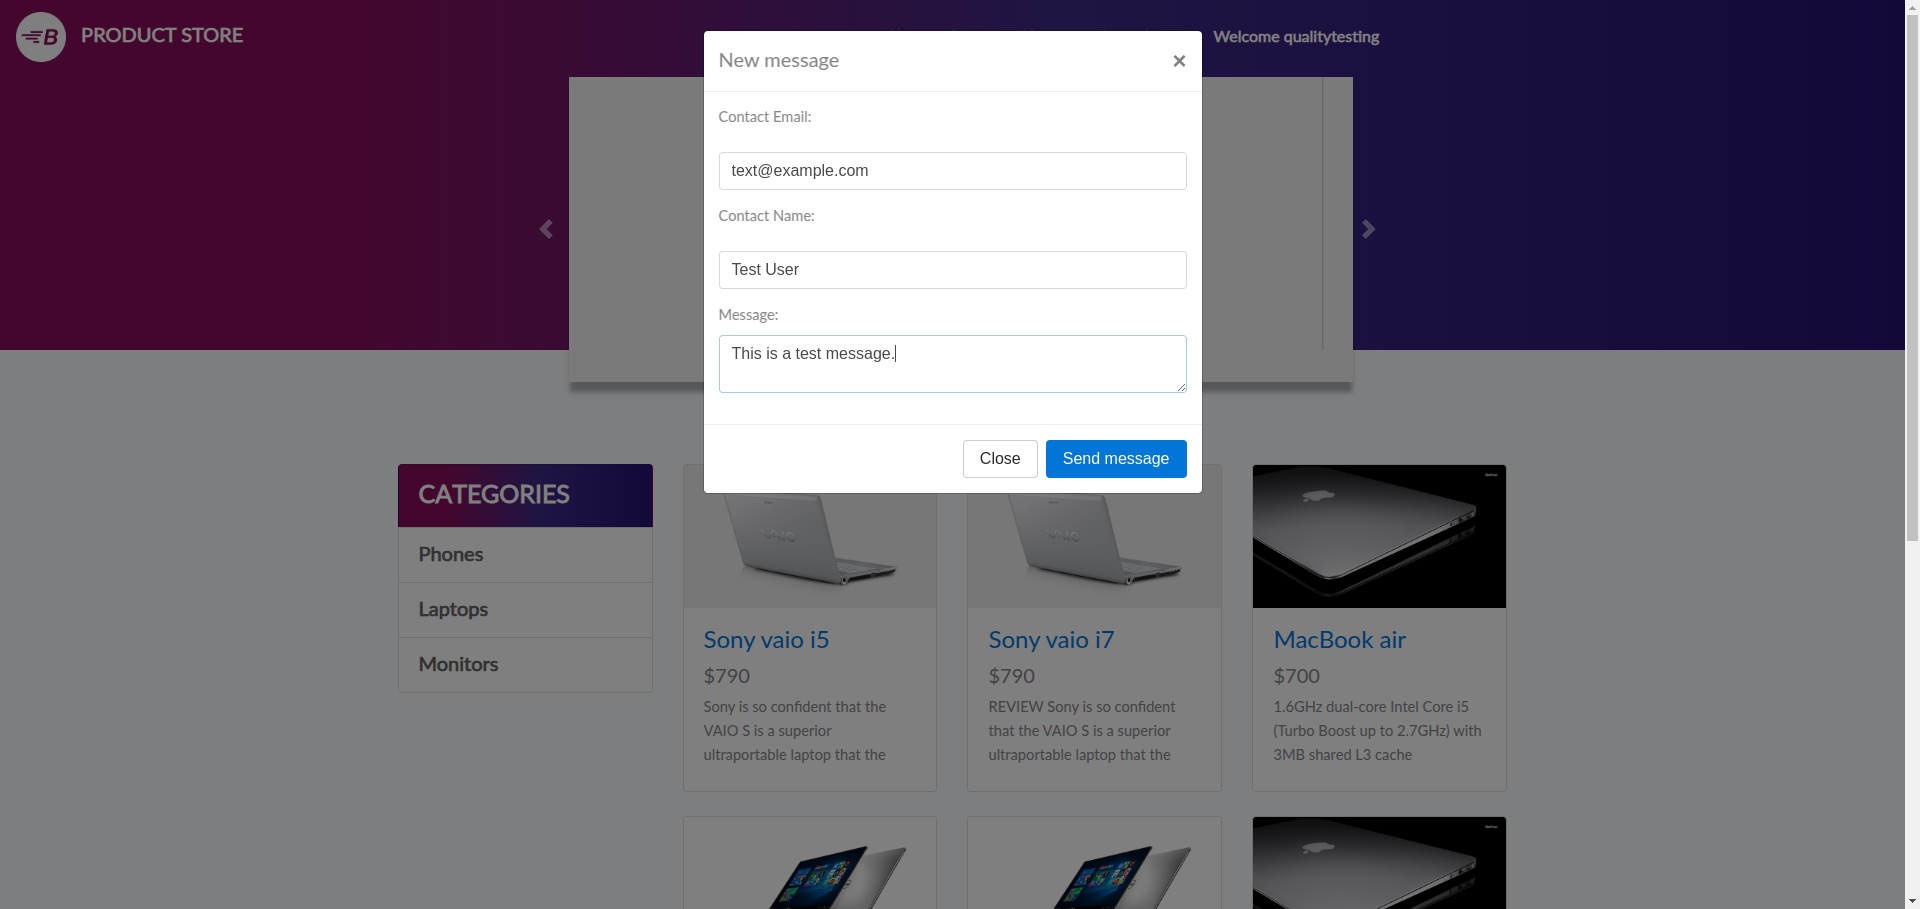 PRODUCT STORE
Welcome qualitytesting
New message
×
Contact Email:
text@example.com
Contact Name:
Test User
Message:
This is a test message.
Close
Send message
CATEGORIES
Phones
Laptops
Monitors
VAIO
Sony vaio i5
$790
Sony is so confident that the
VAIO S is a superior
ultraportable laptop that the
VAIO
Sony vaio i7
$790
REVIEW Sony is so confident
that the VAIO S is a superior
ultraportable laptop that the
MacBook air
$700
1.6GHz dual-core Intel Core i5
(Turbo Boost up to 2.7GHz) with
3MB shared L3 cache